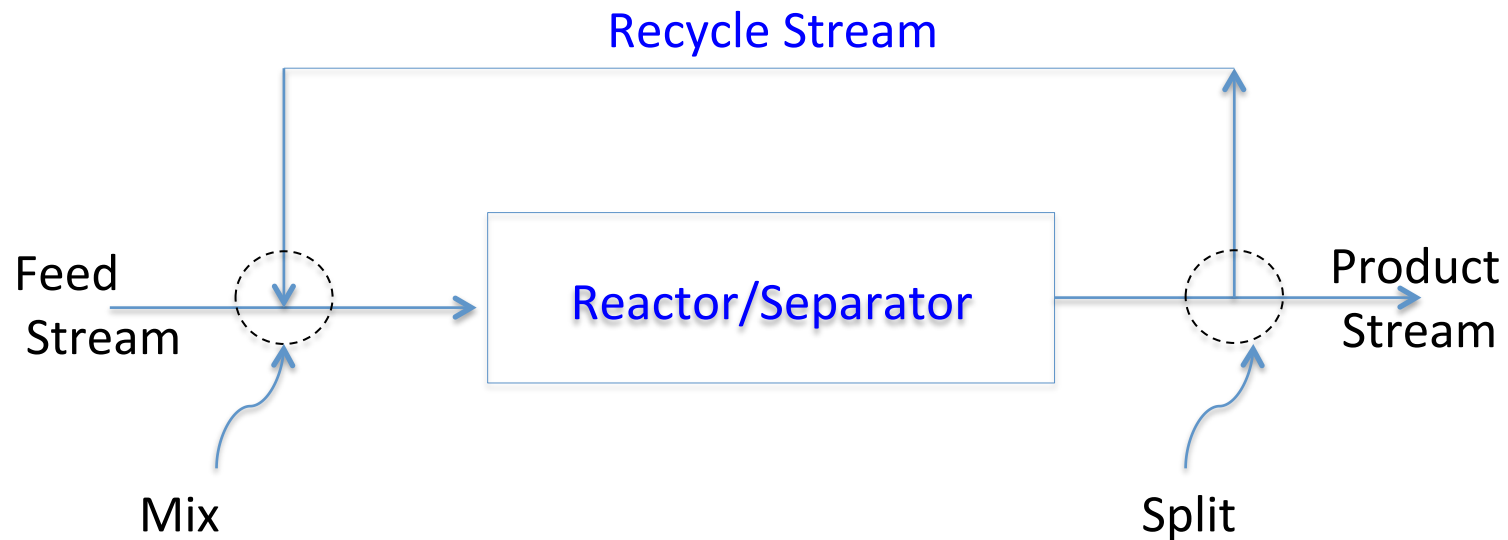 Recycle Stream
Feed
Stream
Reactor/Separator
Product
Stream
Mix
Split